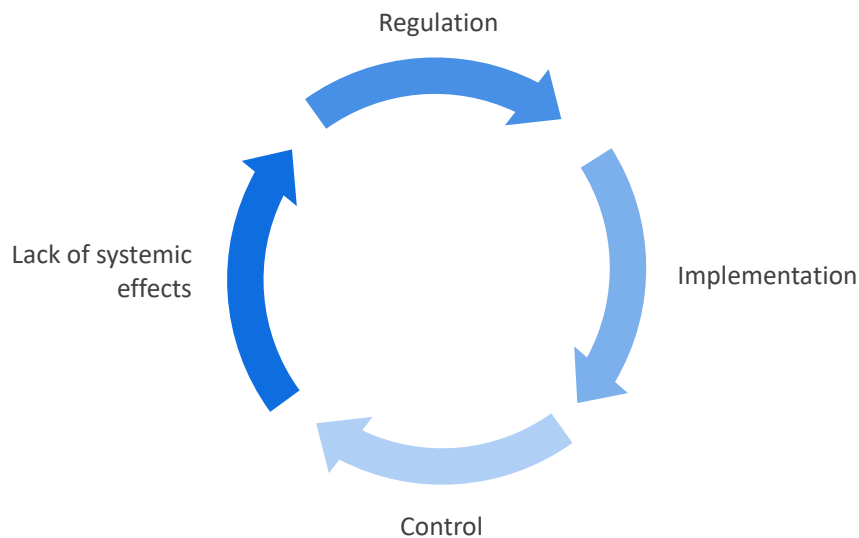 Regulation
Lack of systemic
effects
Implementation
Control